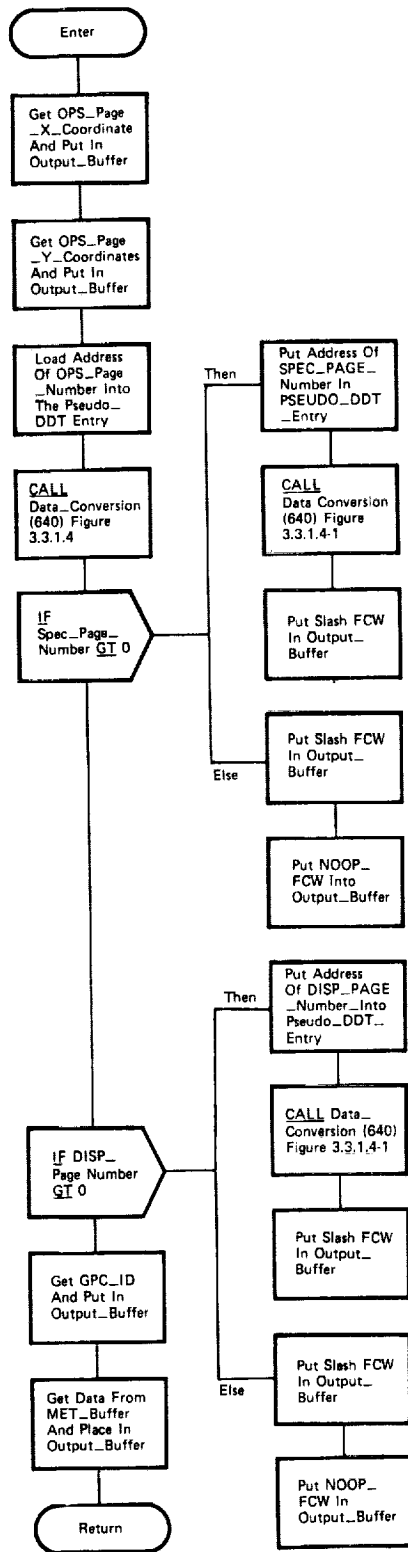 Enter
Get OPS_Page
_X_Coordinate
And Put In
Output_Buffer
Get OPS_Page
_Y_Coordinates
And Put In
Output_Buffer
Load Address
Of OPS_Page
_Number Into
The Pseudo_
DDT Entry
CALL
Data_Conversion
(640) Figure
3.3.1.4
IF
Spec_Page_
Number GT 0
Then
Put Address Of
SPEC_PAGE_
Number In
PSEUDO_DDT
_Entry
CALL
Data Conversion
(640) Figure
3.3.1.4-1
Put Slash FCW
In Output_
Buffer
Else
Put Slash FCW
In Output_
Buffer
Put NOOP_
FCW Into
Output_Buffer
IF DISP_
Page Number
GT 0
Then
Put Address
Of DISP_PAGE
_Number_Into
Pseudo_DDT_
Entry
CALL Data_
Conversion (640)
Figure 3.3.1.4-1
Put Slash FCW
In Output_
Buffer
Else
Put Slash FCW
In Output_
Buffer
Put NOOP_
FCW In
Output_Buffer
Get GPC_ID
And Put In
Output_Buffer
Get Data From
MET_Buffer
And Place In
Output_Buffer
Return